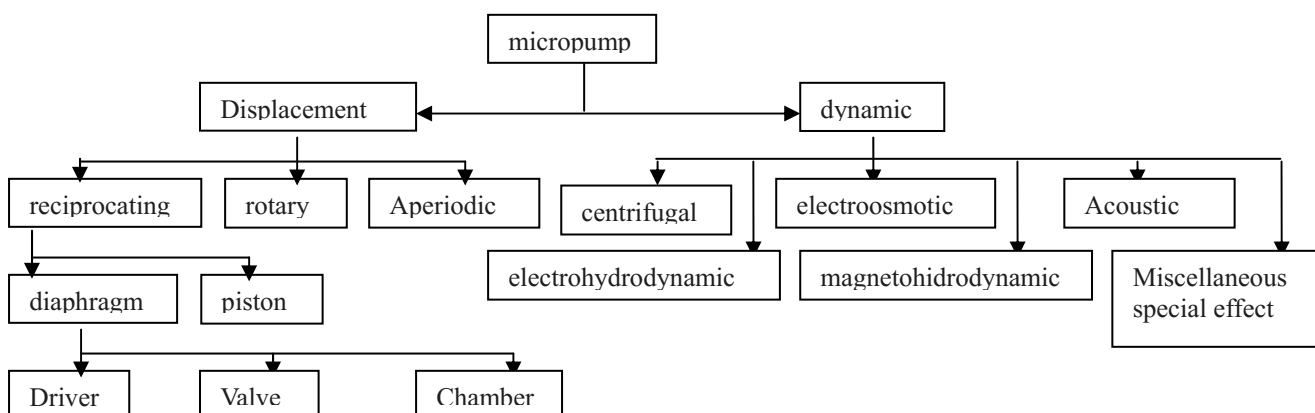 micropump
Displacement
dynamic
reciprocating
rotary
Aperiodic
centrifugal
electroosmotic
Acoustic
electrohydrodynamic
magnetohidrodynamic
Miscellaneous
special effect
diaphragm
piston
Driver
Valve
Chamber